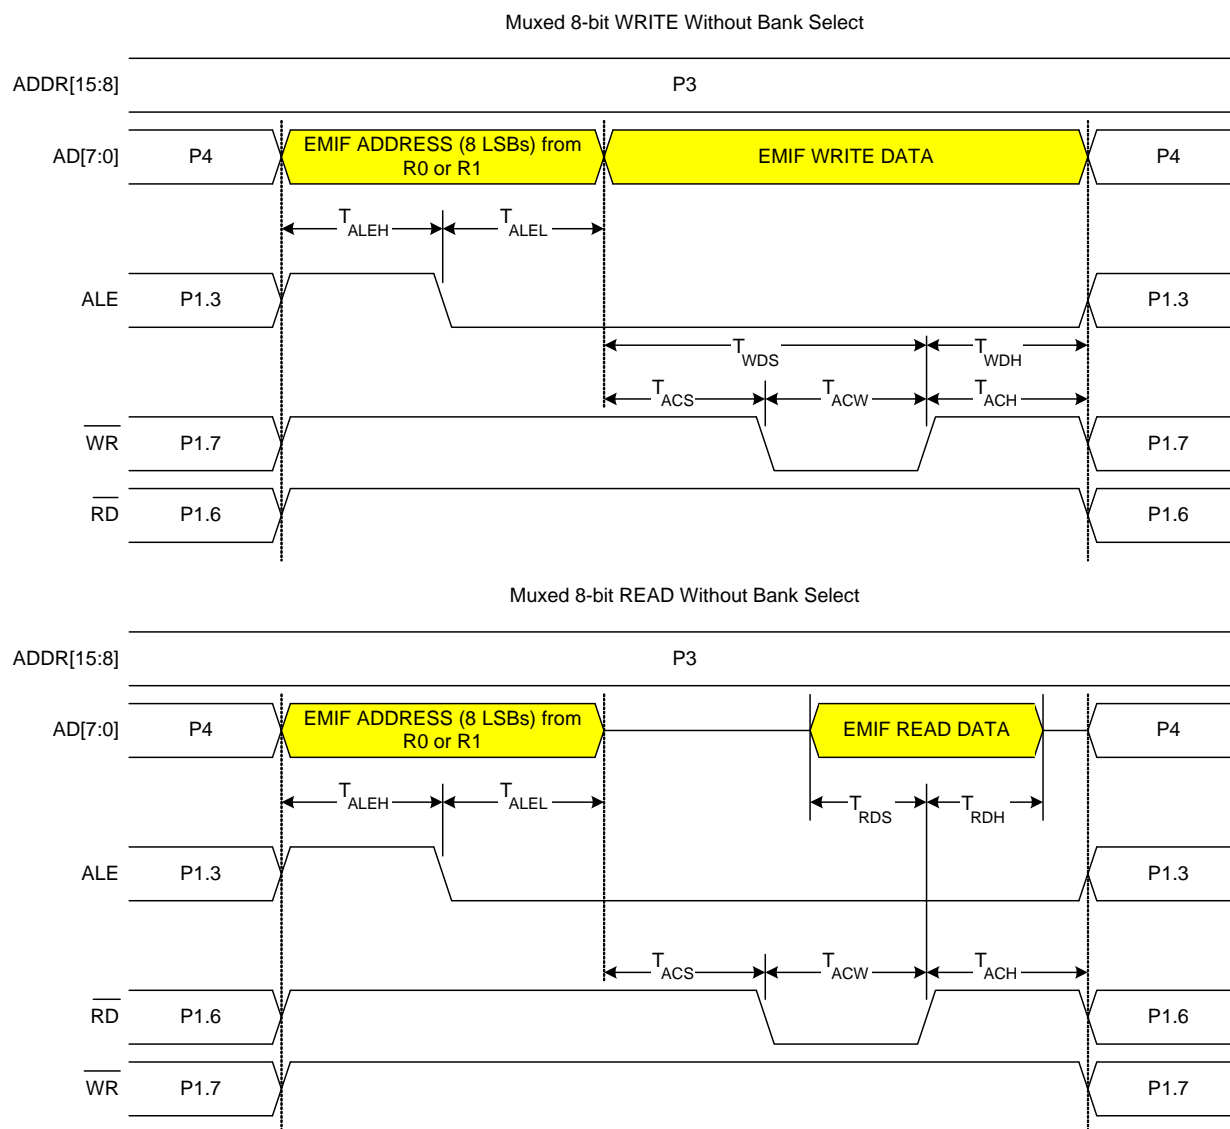 Muxed 8-bit WRITE Without Bank Select
ADDR[15:8] P3
AD[7:0] P4 EMIF ADDRESS (8 LSBs) from
R0 or R1 EMIF WRITE DATA P4
TALEH TALEL
ALE P1.3 P1.3
TWDS TWDH
TACS TACW TACH
WR P1.7 P1.7
RD P1.6 P1.6
Muxed 8-bit READ Without Bank Select
ADDR[15:8] P3
AD[7:0] P4 EMIF ADDRESS (8 LSBs) from
R0 or R1 EMIF READ DATA P4
TALEH TALEL TRDS TRDH
ALE P1.3 P1.3
TACS TACW TACH
RD P1.6 P1.6
WR P1.7 P1.7